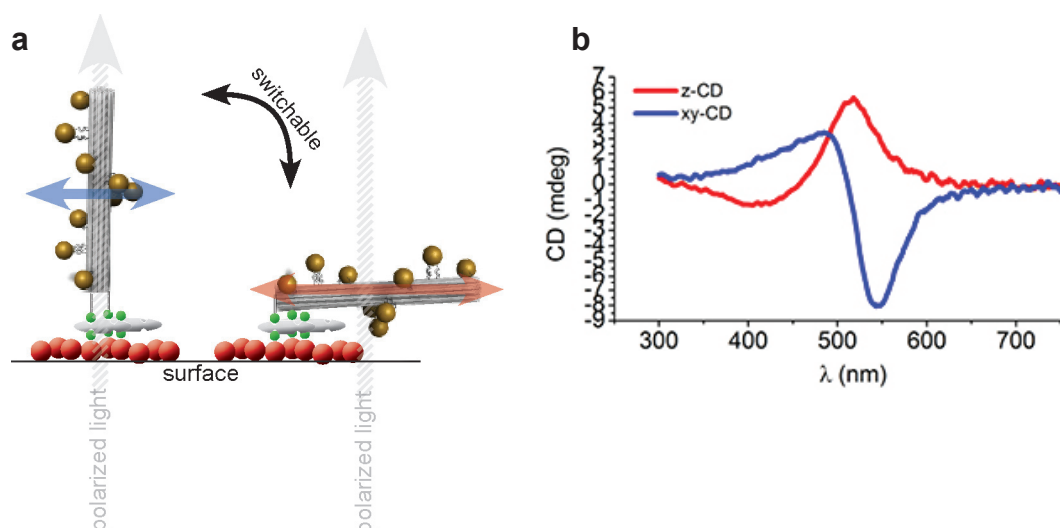 a
switchable
surface
polarized light
polarized light
b
z-CD
xy-CD
CD (mdeg)
7
6
5
4
3
2
1
0
-1
-2
-3
-4
-5
-6
-7
-8
-9
300 400 500 600 700
λ (nm)